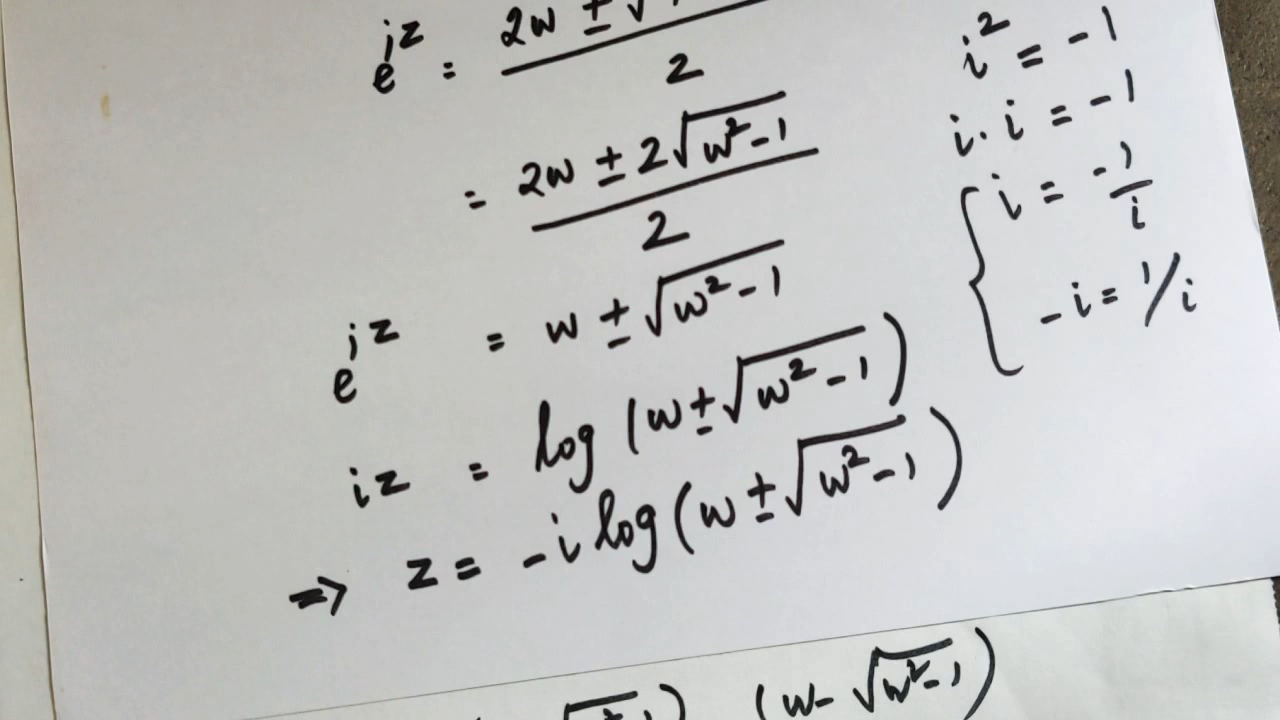 e^{iz} = (2w ± √ / 2
= (2w ± 2√(w² - 1)) / 2
e^{iz} = w ± √(w² - 1)
iz = log (w ± √(w² - 1))
⇒ z = -i log (w ± √(w² - 1))
i² = -1
i . i = -1
i = -1/i
-i = 1/i
(w - √(w² - 1))